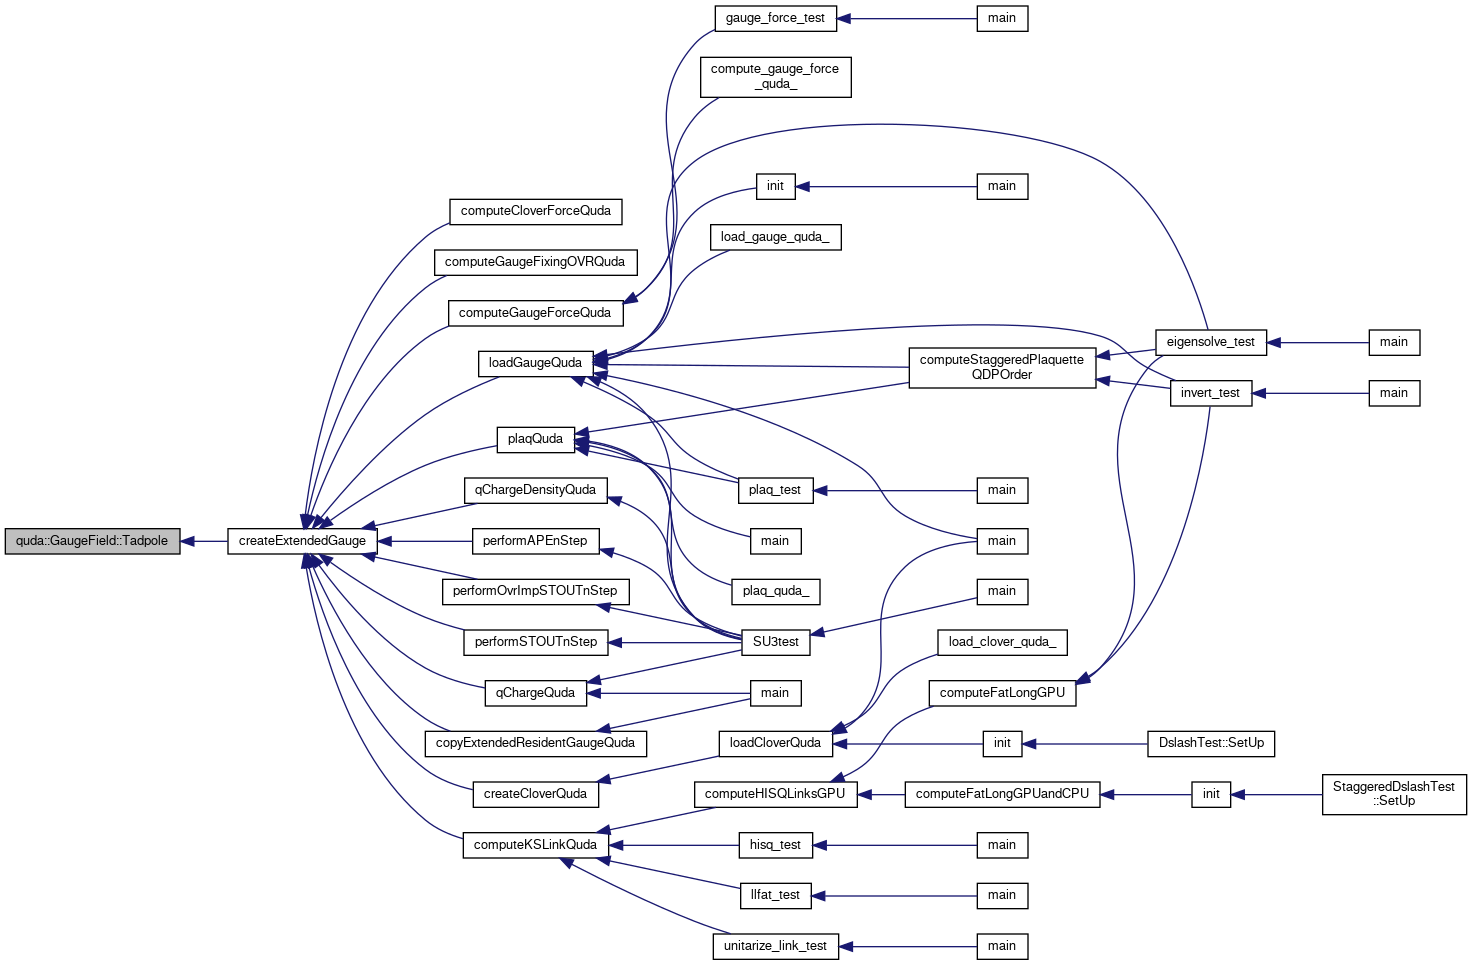 gauge_force_test
main
compute_gauge_force
_quda_
init
main
computeCloverForceQuda
load_gauge_quda_
computeGaugeFixingOVRQuda
computeGaugeForceQuda
loadGaugeQuda
computeStaggeredPlaquette
QDPOrder
eigensolve_test
main
invert_test
main
plaqQuda
qChargeDensityQuda
plaq_test
main
quda::GaugeField::Tadpole
createExtendedGauge
performAPEnStep
main
main
performOvrImpSTOUTnStep
plaq_quda_
main
performSTOUTnStep
SU3test
load_clover_quda_
qChargeQuda
main
computeFatLongGPU
copyExtendedResidentGaugeQuda
loadCloverQuda
init
DslashTest::SetUp
createCloverQuda
computeHISQLinksGPU
computeFatLongGPUandCPU
init
StaggeredDslashTest
::SetUp
computeKSLinkQuda
hisq_test
main
llfat_test
main
unitarize_link_test
main